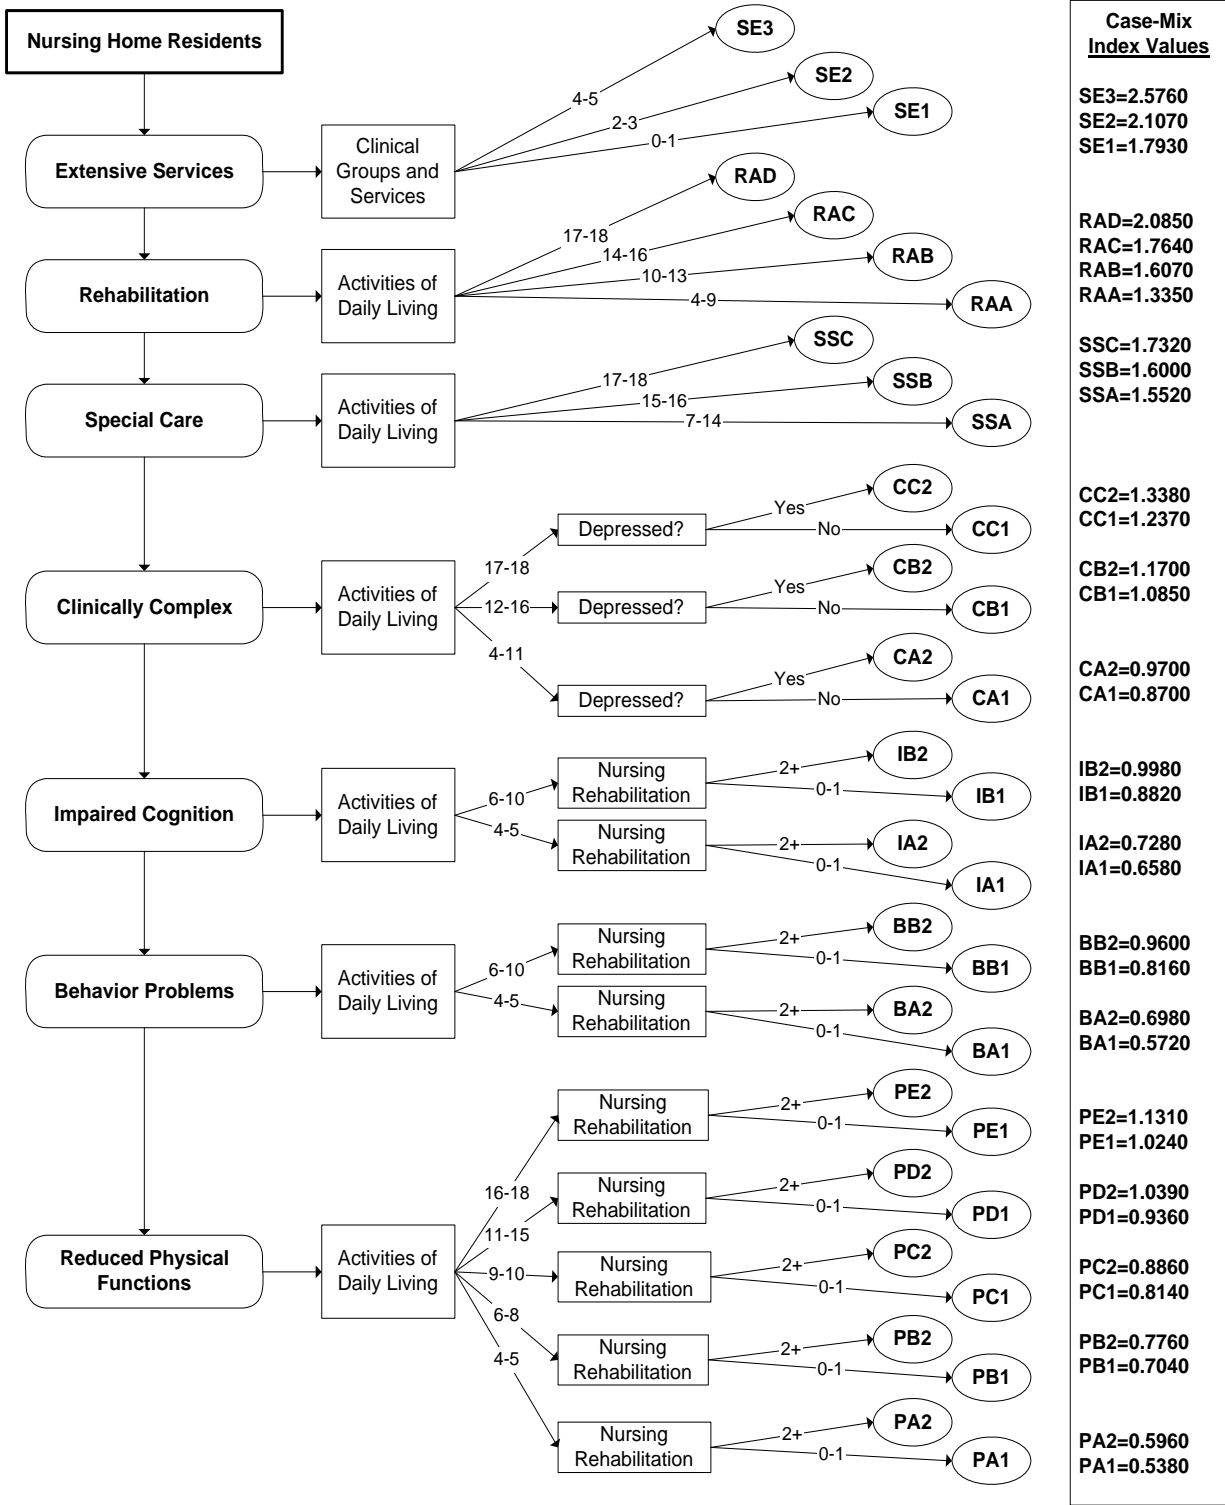 Nursing Home Residents
Extensive Services
Clinical
Groups and
Services
4-5
2-3
0-1
SE3
SE2
SE1
Rehabilitation
Activities of
Daily Living
17-18
14-16
10-13
4-9
RAD
RAC
RAB
RAA
Special Care
Activities of
Daily Living
17-18
15-16
7-14
SSC
SSB
SSA
Clinically Complex
Activities of
Daily Living
17-18
12-16
4-11
Depressed?
Yes
No
CC2
CC1
Depressed?
Yes
No
CB2
CB1
Depressed?
Yes
No
CA2
CA1
Impaired Cognition
Activities of
Daily Living
6-10
4-5
Nursing
Rehabilitation
2+
0-1
IB2
IB1
Nursing
Rehabilitation
2+
0-1
IA2
IA1
Behavior Problems
Activities of
Daily Living
6-10
4-5
Nursing
Rehabilitation
2+
0-1
BB2
BB1
Nursing
Rehabilitation
2+
0-1
BA2
BA1
Reduced Physical
Functions
Activities of
Daily Living
16-18
11-15
9-10
6-8
4-5
Nursing
Rehabilitation
2+
0-1
PE2
PE1
Nursing
Rehabilitation
2+
0-1
PD2
PD1
Nursing
Rehabilitation
2+
0-1
PC2
PC1
Nursing
Rehabilitation
2+
0-1
PB2
PB1
Nursing
Rehabilitation
2+
0-1
PA2
PA1
Case-Mix
Index Values
SE3=2.5760
SE2=2.1070
SE1=1.7930
RAD=2.0850
RAC=1.7640
RAB=1.6070
RAA=1.3350
SSC=1.7320
SSB=1.6000
SSA=1.5520
CC2=1.3380
CC1=1.2370
CB2=1.1700
CB1=1.0850
CA2=0.9700
CA1=0.8700
IB2=0.9980
IB1=0.8820
IA2=0.7280
IA1=0.6580
BB2=0.9600
BB1=0.8160
BA2=0.6980
BA1=0.5720
PE2=1.1310
PE1=1.0240
PD2=1.0390
PD1=0.9360
PC2=0.8860
PC1=0.8140
PB2=0.7760
PB1=0.7040
PA2=0.5960
PA1=0.5380